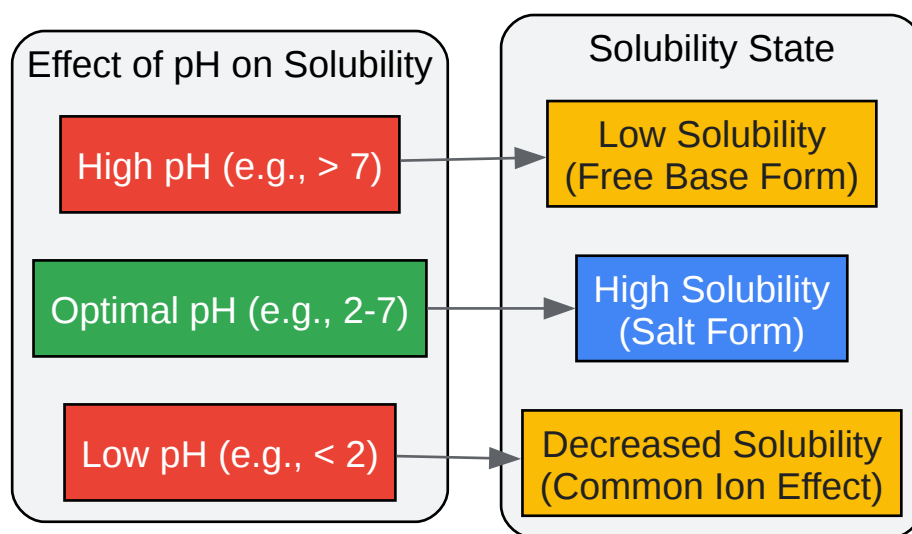 Effect of pH on Solubility
High pH (e.g., > 7)
Optimal pH (e.g., 2-7)
Low pH (e.g., < 2)
Solubility State
Low Solubility
(Free Base Form)
High Solubility
(Salt Form)
Decreased Solubility
(Common Ion Effect)